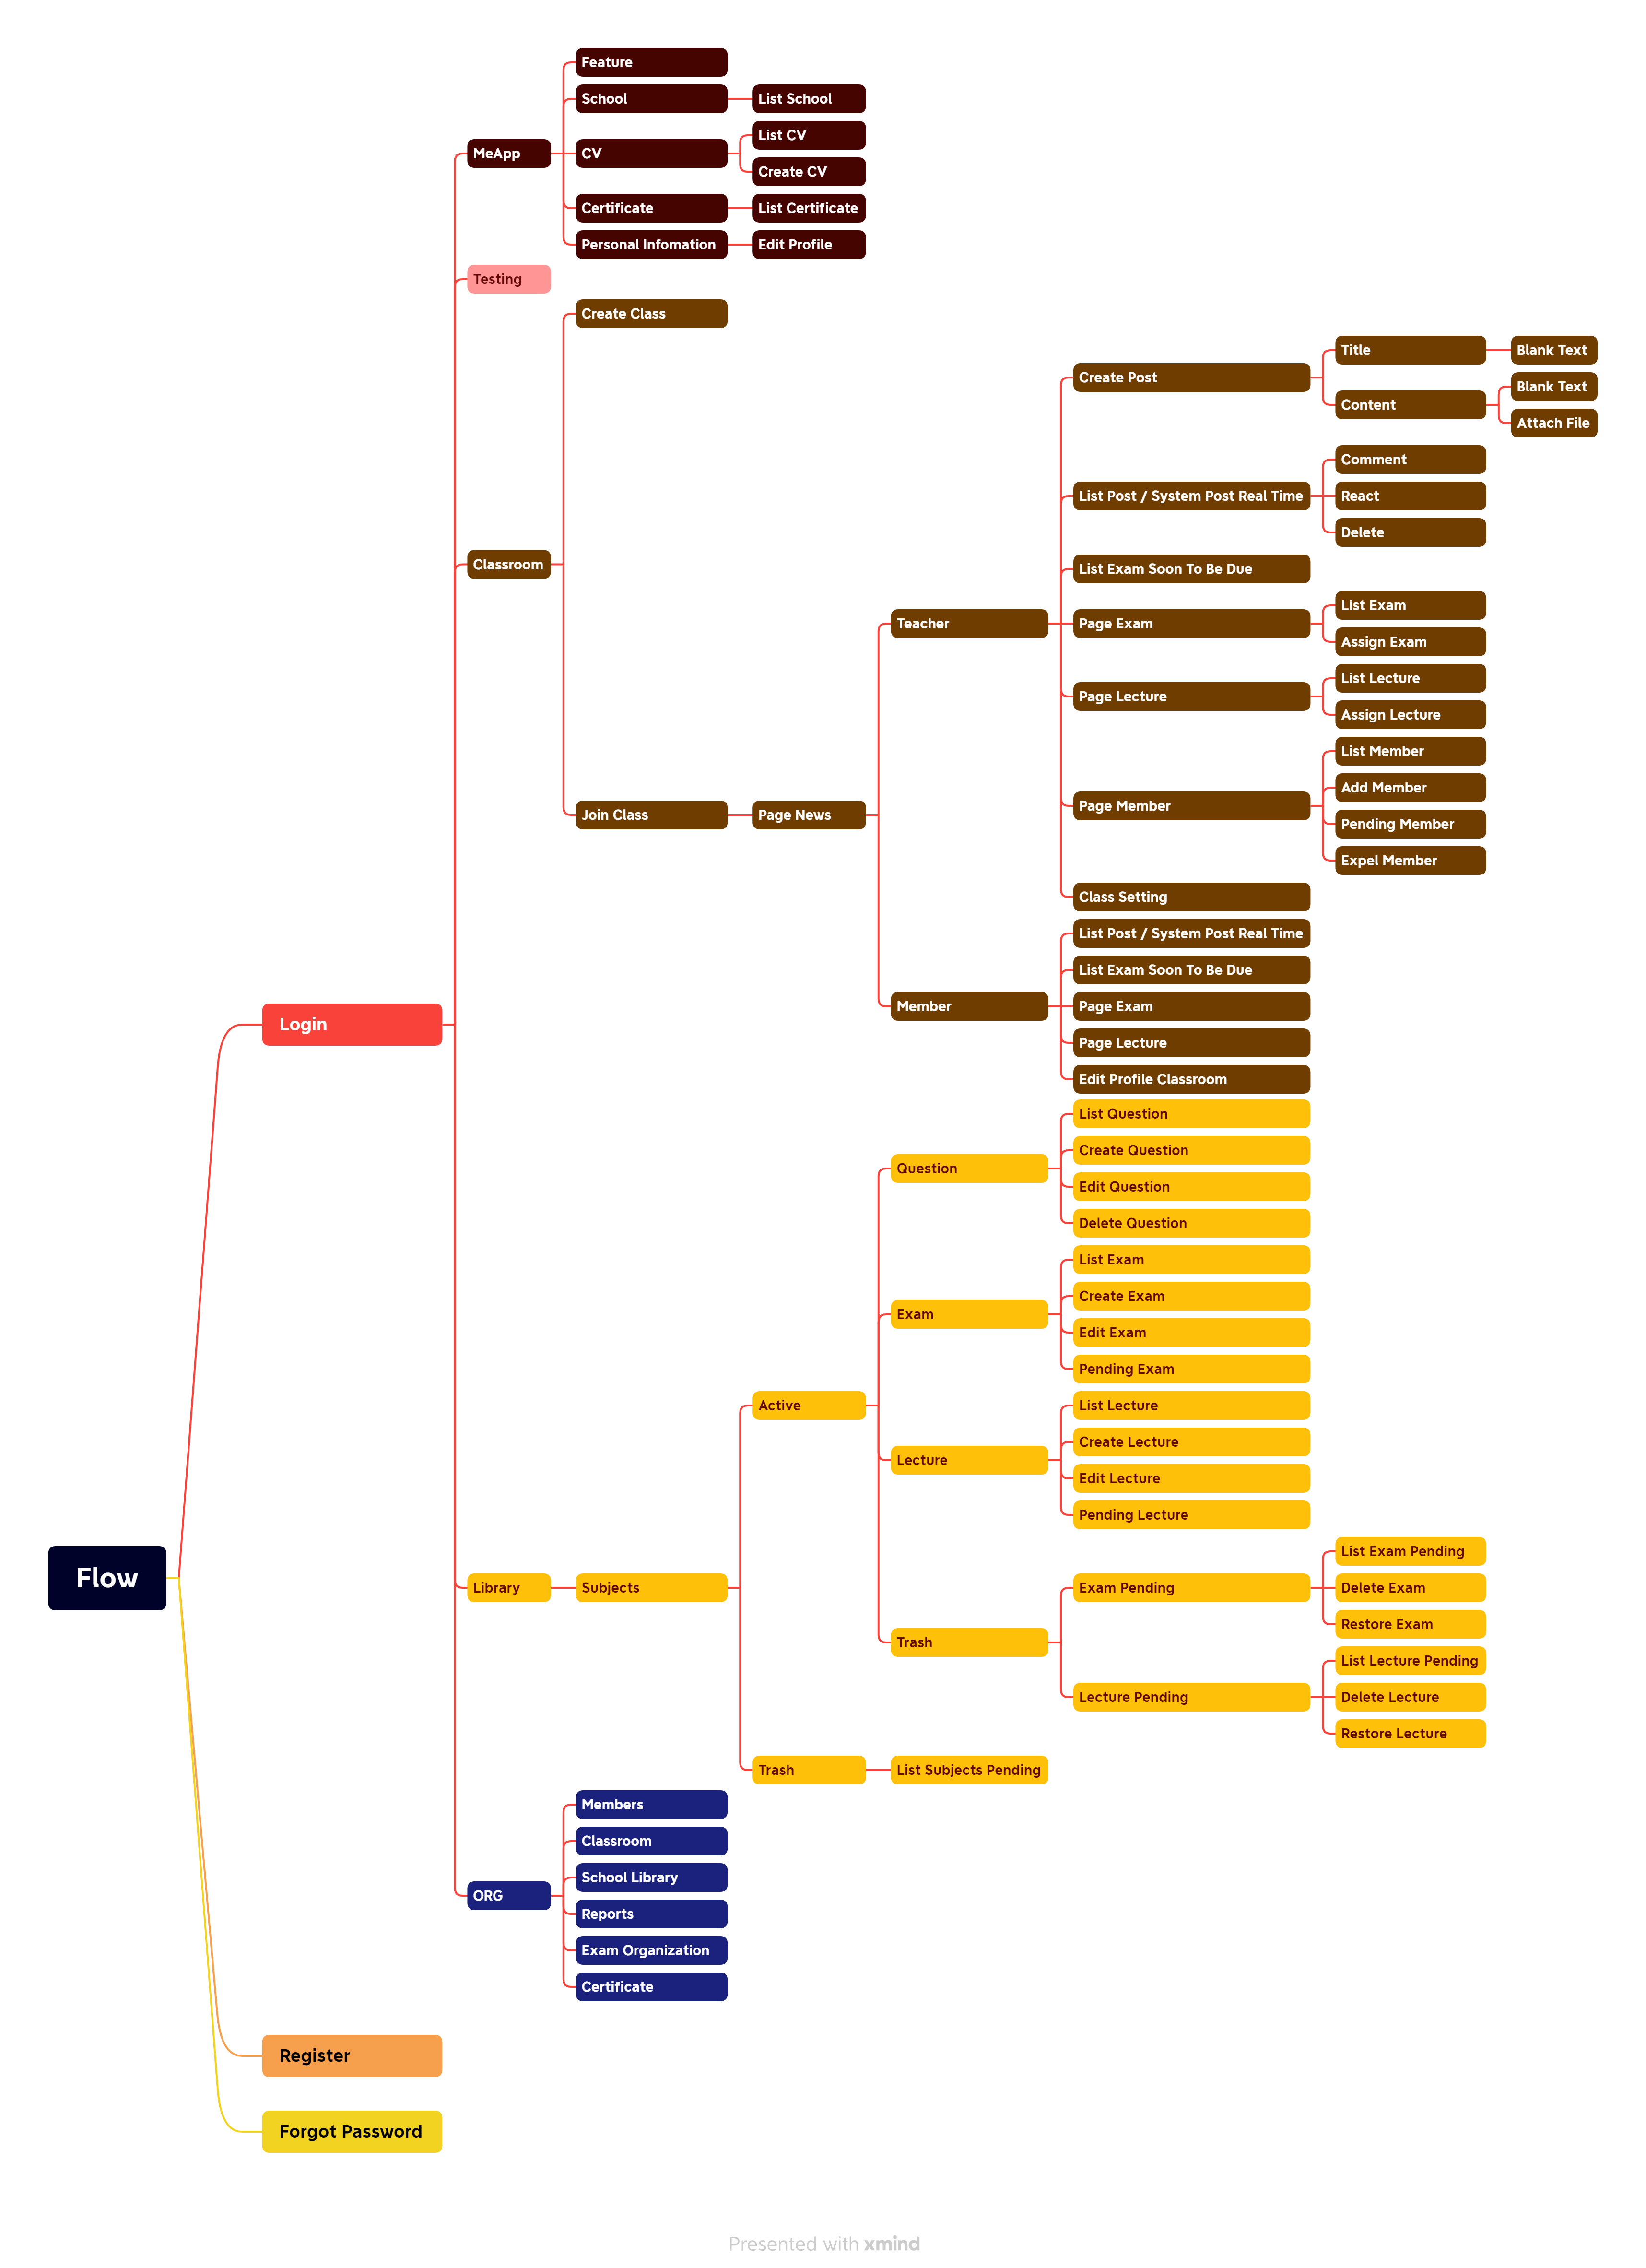 Feature
School
List School
List CV
MeApp
CV
Create CV
Certificate
List Certificate
Personal Infomation
Edit Profile
Testing
Create Class
Title
Blank Text
Create Post
Blank Text
Content
Attach File
Comment
List Post / System Post Real Time
React
Delete
Classroom
List Exam Soon To Be Due
List Exam
Teacher
Page Exam
Assign Exam
List Lecture
Page Lecture
Assign Lecture
List Member
Add Member
Page Member
Join Class
Page News
Pending Member
Expel Member
Class Setting
List Post / System Post Real Time
List Exam Soon To Be Due
Member
Page Exam
Login
Page Lecture
Edit Profile Classroom
List Question
Create Question
Question
Edit Question
Delete Question
List Exam
Create Exam
Exam
Edit Exam
Pending Exam
Active
List Lecture
Create Lecture
Lecture
Edit Lecture
Pending Lecture
List Exam Pending
Flow
Library
Subjects
Exam Pending
Delete Exam
Restore Exam
Trash
List Lecture Pending
Lecture Pending
Delete Lecture
Restore Lecture
Trash
List Subjects Pending
Members
Classroom
School Library
ORG
Reports
Exam Organization
Certificate
Register
Forgot Password
Presented with xmind